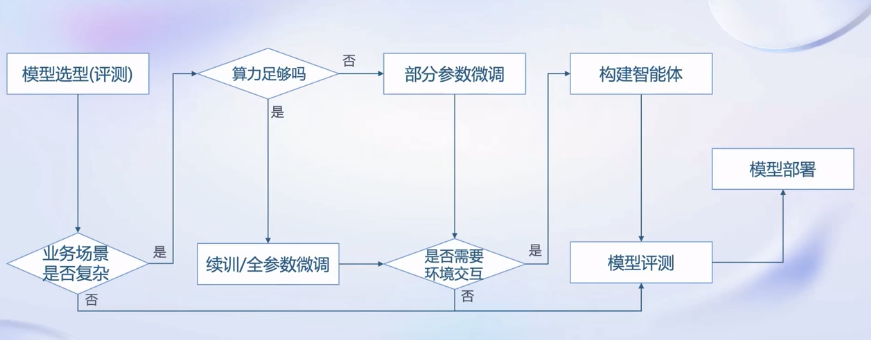 模型选型(评测)
算力足够吗
否
部分参数微调
构建智能体
是
模型部署
业务场景
是否复杂
是
续训/全参数微调
是否需要
环境交互
是
模型评测
否
否